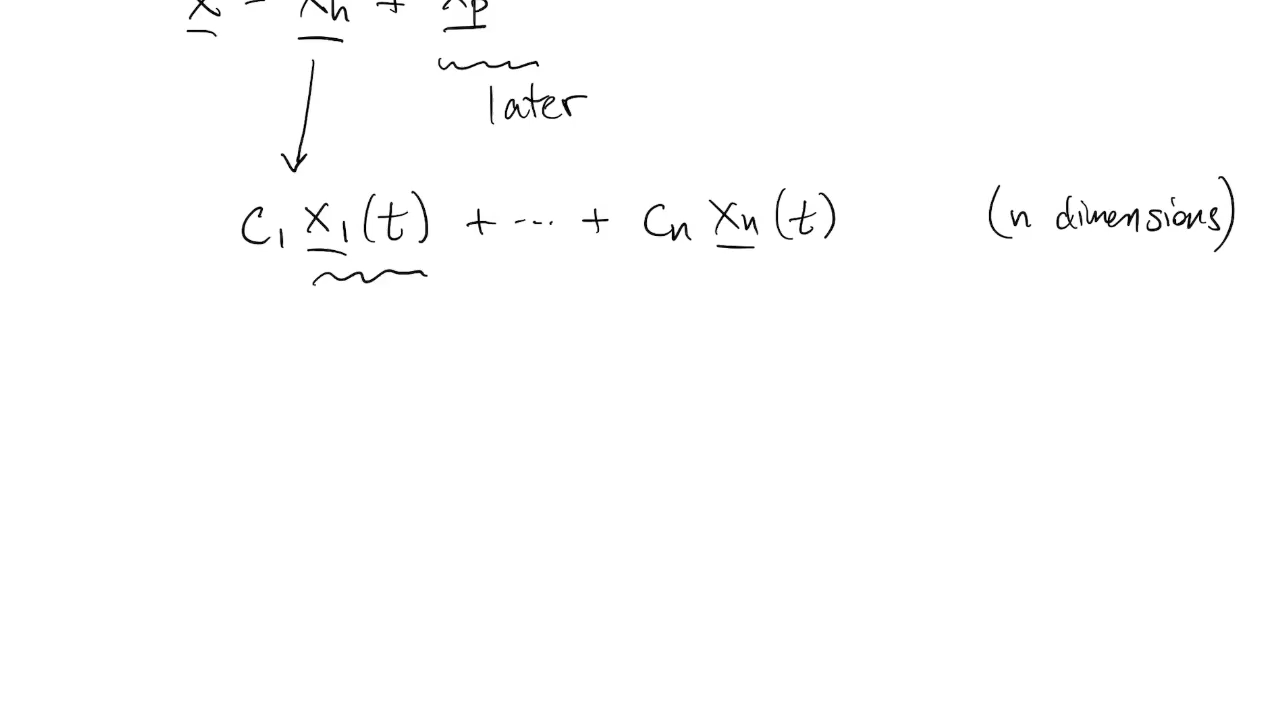 x = xh + xp
later
C1 x1(t) + ... + Cn xn(t) (n dimensions)